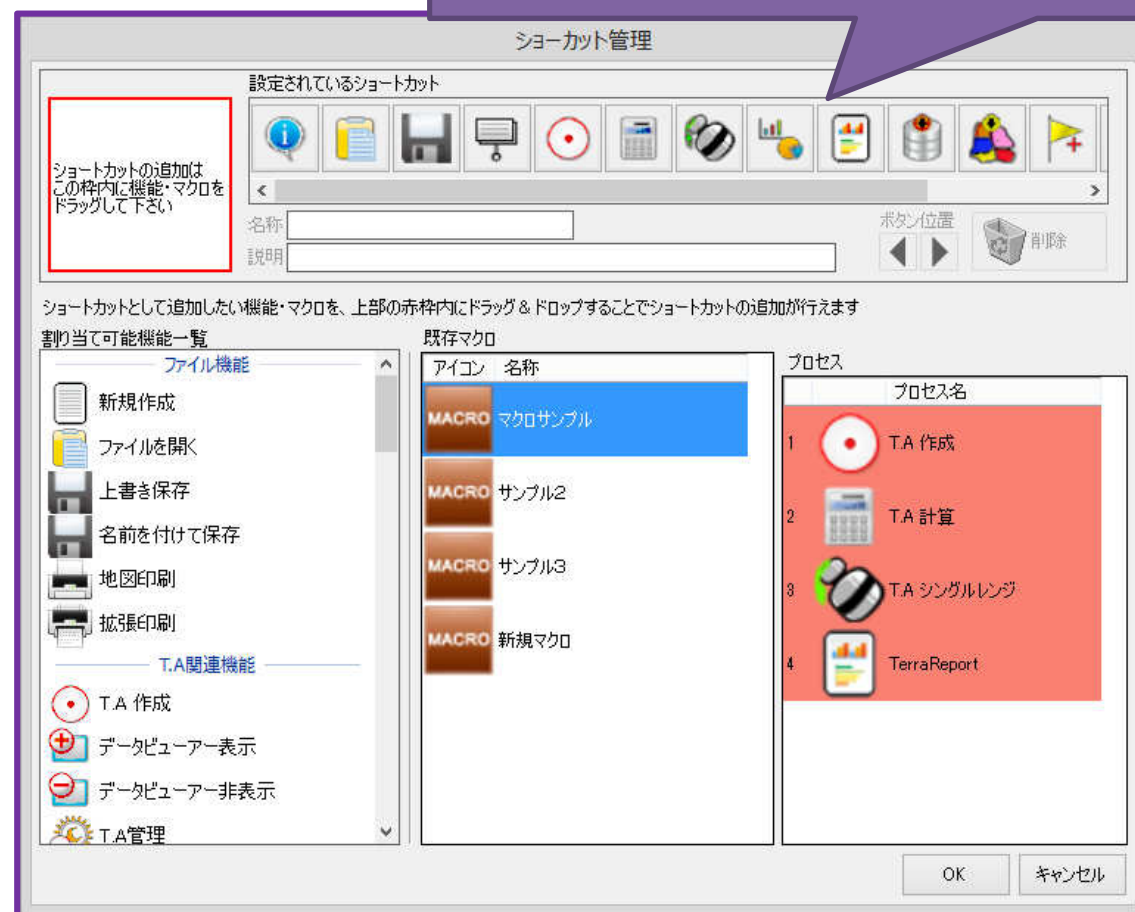 ショーカット管理
設定されているショートカット
ショートカットの追加は
この枠内に機能・マクロを
ドラッグして下さい
名称
説明
ボタン位置
削除
ショートカットとして追加したい機能・マクロを、上部の赤枠内にドラッグ&ドロップすることでショートカットの追加が行えます
割り当て可能機能一覧
ファイル機能
新規作成
ファイルを開く
上書き保存
名前を付けて保存
地図印刷
拡張印刷
T.A関連機能
T.A 作成
データビューアー表示
データビューアー非表示
T.A管理
既存マクロ
アイコン 名称
MACRO マクロサンプル
MACRO サンプル2
MACRO サンプル3
MACRO 新規マクロ
プロセス
プロセス名
1 T.A 作成
2 T.A 計算
3 T.A シングルレンジ
4 TerraReport
OK キャンセル